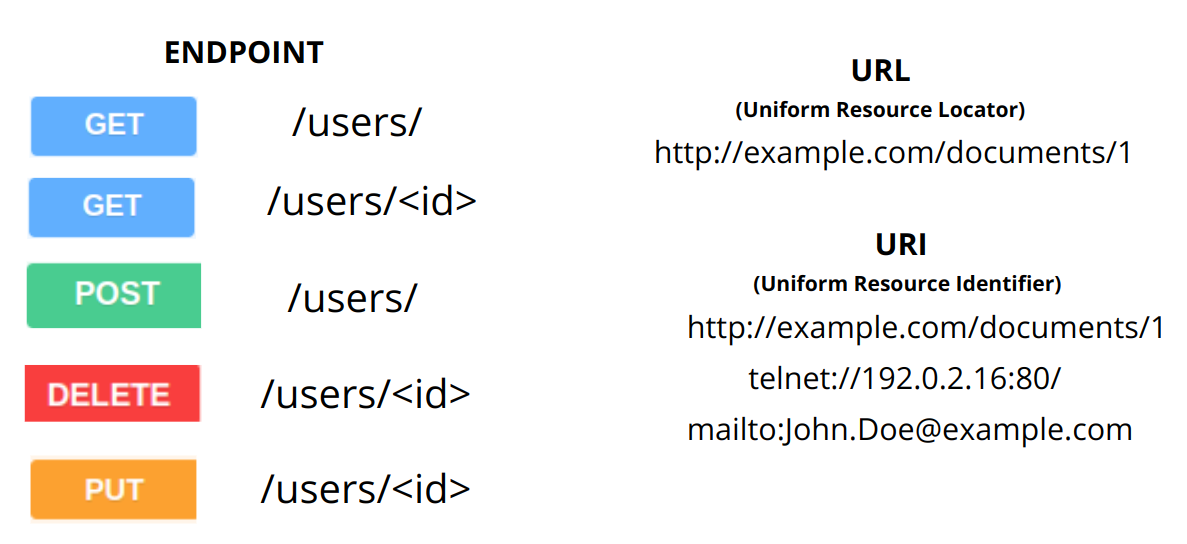 ENDPOINT
GET /users/
GET /users/<id>
POST /users/
DELETE /users/<id>
PUT /users/<id>
URL
(Uniform Resource Locator)
http://example.com/documents/1
URI
(Uniform Resource Identifier)
http://example.com/documents/1
telnet://192.0.2.16:80/
mailto:John.Doe@example.com